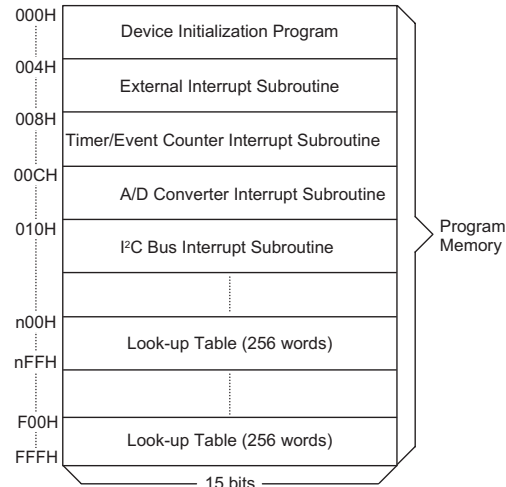 000H
Device Initialization Program
004H
External Interrupt Subroutine
008H
Timer/Event Counter Interrupt Subroutine
00CH
A/D Converter Interrupt Subroutine
010H
I²C Bus Interrupt Subroutine
Program
Memory
n00H
Look-up Table (256 words)
nFFH
F00H
Look-up Table (256 words)
FFFH
15 bits